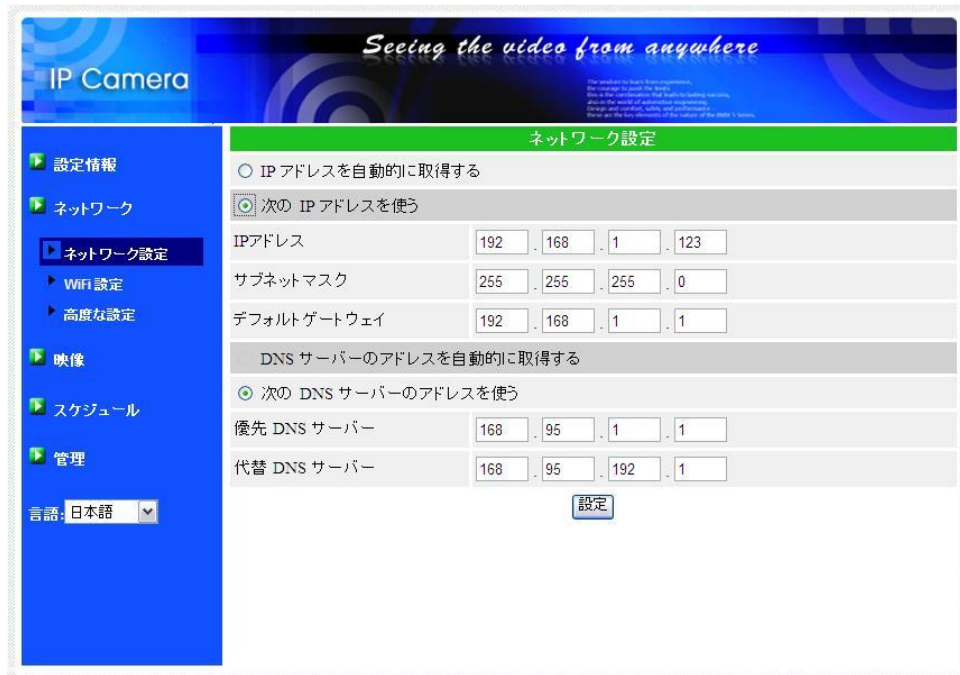 Seeing the video from anywhere
IP Camera
ネットワーク設定
設定情報
ネットワーク
ネットワーク設定
WiFi 設定
高度な設定
映像
スケジュール
管理
言語: 日本語
IP アドレスを自動的に取得する
次の IP アドレスを使う
IPアドレス 192 . 168 . 1 . 123
サブネットマスク 255 . 255 . 255 . 0
デフォルトゲートウェイ 192 . 168 . 1 . 1
DNS サーバーのアドレスを自動的に取得する
次の DNS サーバーのアドレスを使う
優先 DNS サーバー 168 . 95 . 1 . 1
代替 DNS サーバー 168 . 95 . 192 . 1
設定